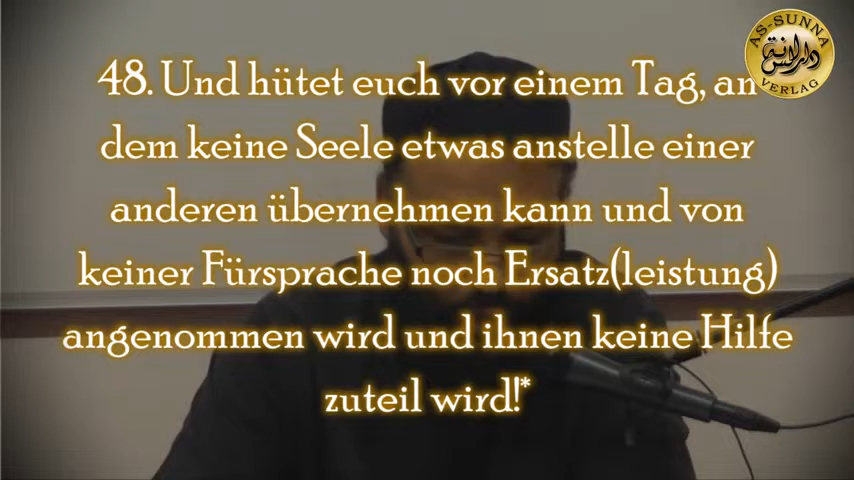 48. Und hütet euch vor einem Tag, an
dem keine Seele etwas anstelle einer
anderen übernehmen kann und von
keiner Fürsprache noch Ersatz(leistung)
angenommen wird und ihnen keine Hilfe
zuteil wird!*
AS-SUNNA
VERLAG